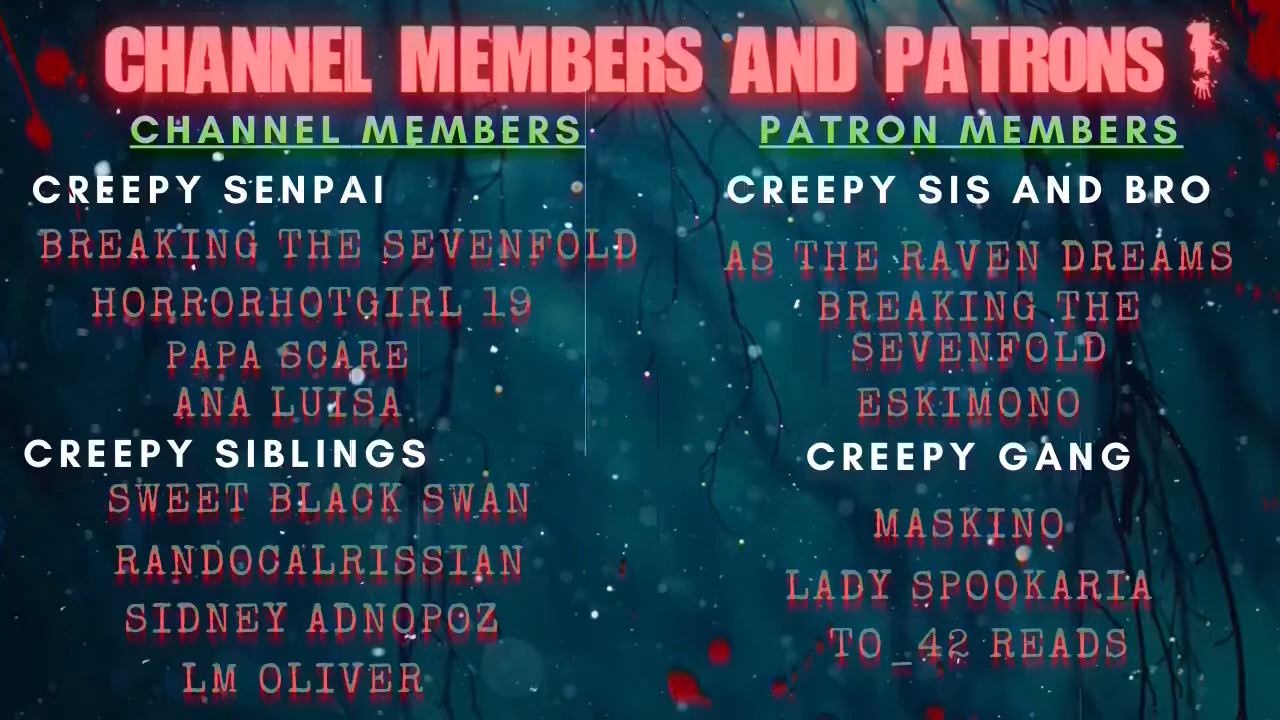 CHANNEL MEMBERS AND PATRONS !
CHANNEL MEMBERS
CREEPY SENPAI
BREAKING THE SEVENFOLD
HORRORHOTGIRL 19
PAPA SCARE
ANA LUISA
CREEPY SIBLINGS
SWEET BLACK SWAN
RANDOCALRISSIAN
SIDNEY ADNOPOZ
LM OLIVER
PATRON MEMBERS
CREEPY SIS AND BRO
AS THE RAVEN DREAMS
BREAKING THE
SEVENFOLD
ESKIMONO
CREEPY GANG
MASKINO
LADY SPOOKARIA
TO_42 READS